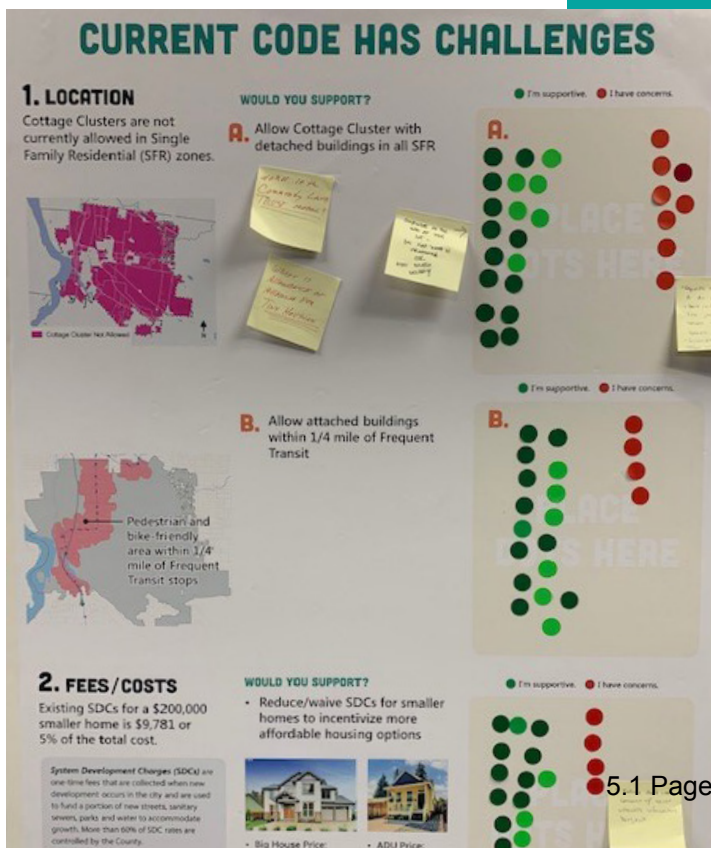 CURRENT CODE HAS CHALLENGES
1. LOCATION
Cottage Clusters are not
currently allowed in Single
Family Residential (SFR) zones.
Cottage Cluster Not Allowed
N
WOULD YOU SUPPORT?
A. Allow Cottage Cluster with
detached buildings in all SFR
I'm supportive. I have concerns.
A.
PLACE
DOTS HERE
B. Allow attached buildings
within 1/4 mile of Frequent
Transit
Pedestrian and
bike-friendly
area within 1/4
mile of Frequent
Transit stops
I'm supportive. I have concerns.
B.
PLACE
DOTS HERE
2. FEES/COSTS
Existing SDCs for a $200,000
smaller home is $9,781 or
5% of the total cost.
System Development Charges (SDCs) are
one-time fees that are collected when new
development occurs in the city and are used
to fund a portion of new streets, sanitary
sewers, parks and water to accommodate
growth. More than 60% of SDC rates are
controlled by the County.
WOULD YOU SUPPORT?
• Reduce/waive SDCs for smaller
homes to incentivize more
affordable housing options
• Big House Price:
• ADU Price:
I'm supportive. I have concerns.
5.1 Page